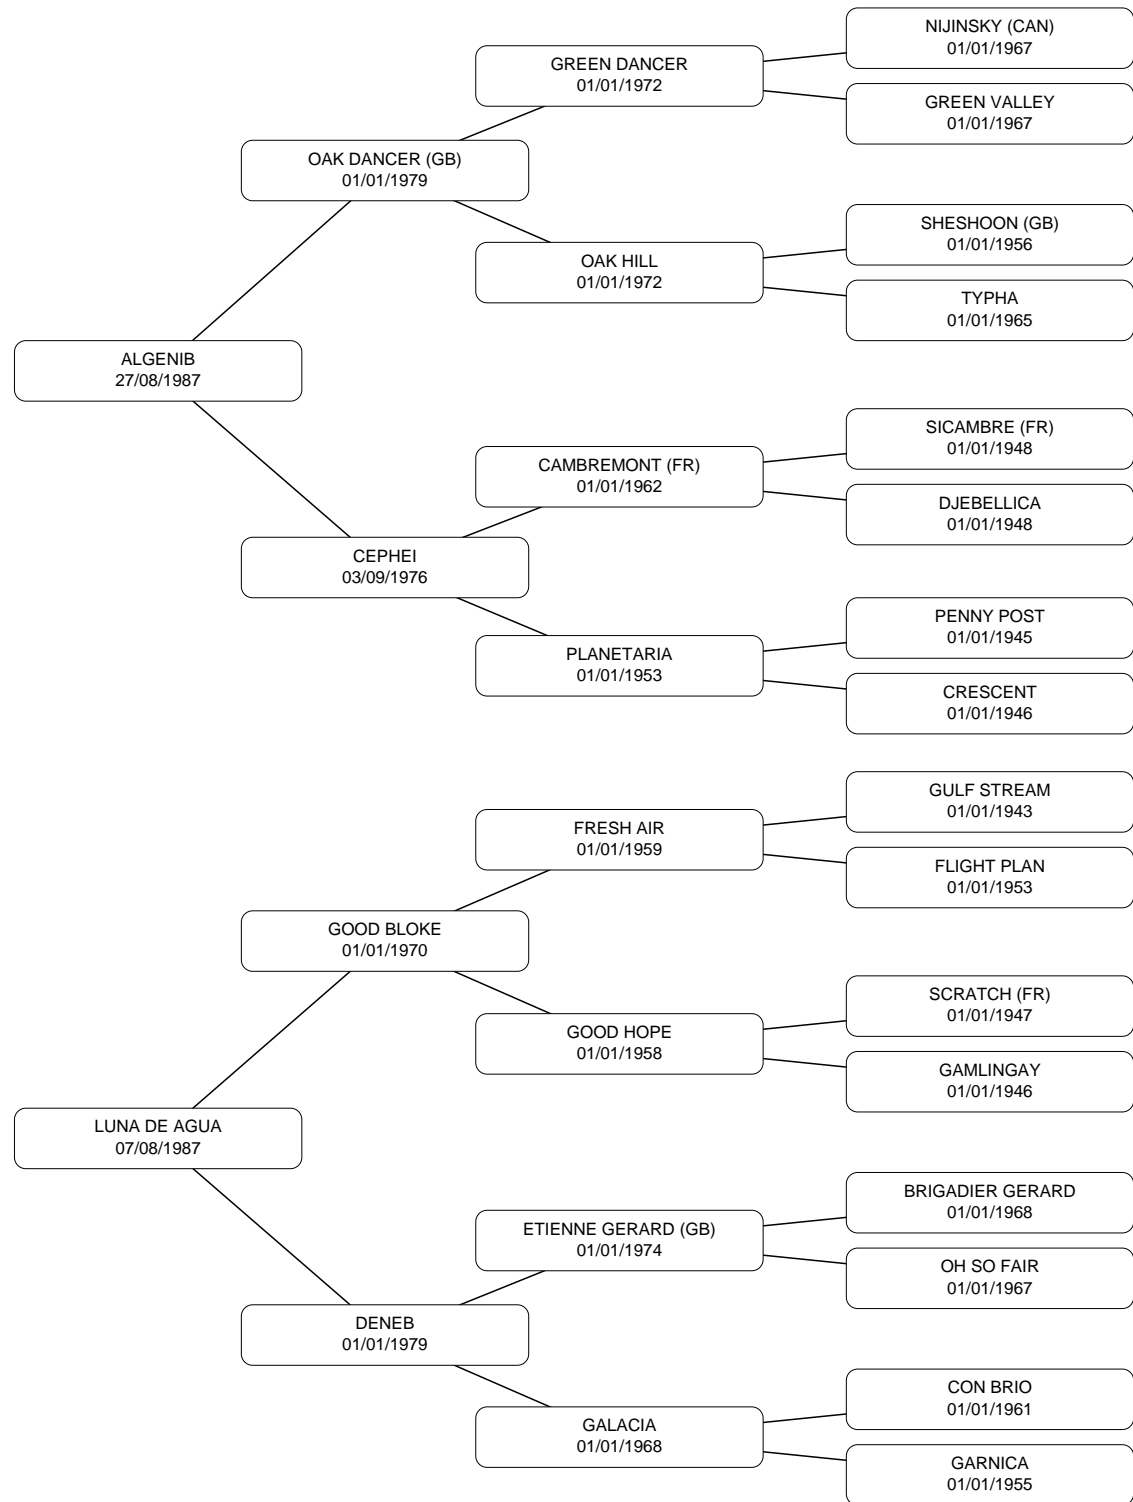 NIJINSKY (CAN)
01/01/1967
GREEN DANCER
01/01/1972
GREEN VALLEY
01/01/1967
OAK DANCER (GB)
01/01/1979
SHESHOON (GB)
01/01/1956
OAK HILL
01/01/1972
TYPHA
01/01/1965
ALGENIB
27/08/1987
SICAMBRE (FR)
01/01/1948
CAMBREMONT (FR)
01/01/1962
DJEBELLICA
01/01/1948
CEPHEI
03/09/1976
PENNY POST
01/01/1945
PLANETARIA
01/01/1953
CRESCENT
01/01/1946
GULF STREAM
01/01/1943
FRESH AIR
01/01/1959
FLIGHT PLAN
01/01/1953
GOOD BLOKE
01/01/1970
SCRATCH (FR)
01/01/1947
GOOD HOPE
01/01/1958
GAMLINGAY
01/01/1946
LUNA DE AGUA
07/08/1987
BRIGADIER GERARD
01/01/1968
ETIENNE GERARD (GB)
01/01/1974
OH SO FAIR
01/01/1967
DENEB
01/01/1979
CON BRIO
01/01/1961
GALACIA
01/01/1968
GARNICA
01/01/1955